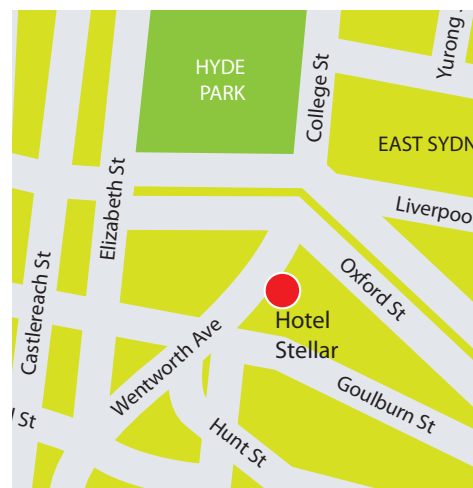 Yurong
HYDE
PARK
College St
EAST SYDN
Elizabeth St
Liverpoo
Castlereach St
Oxford St
Hotel
Stellar
Wentworth Ave
Goulburn St
St
Hunt St